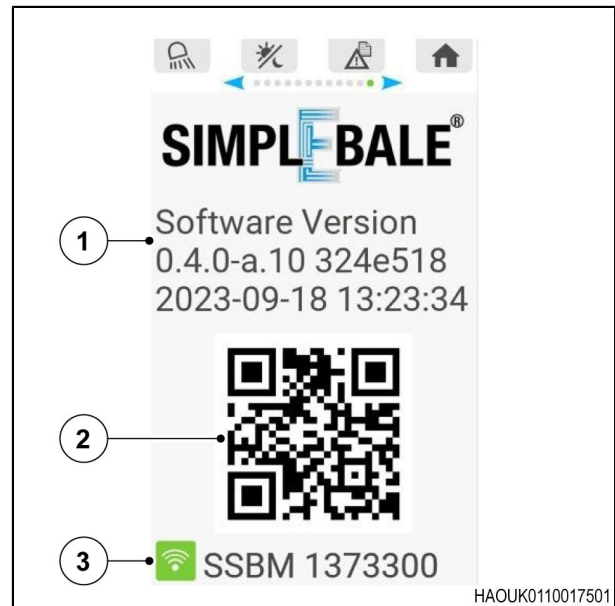 SIMPLEBALE®
1
Software Version
0.4.0-a.10 324e518
2023-09-18 13:23:34
2
3
SSBM 1373300
HAOUK0110017501